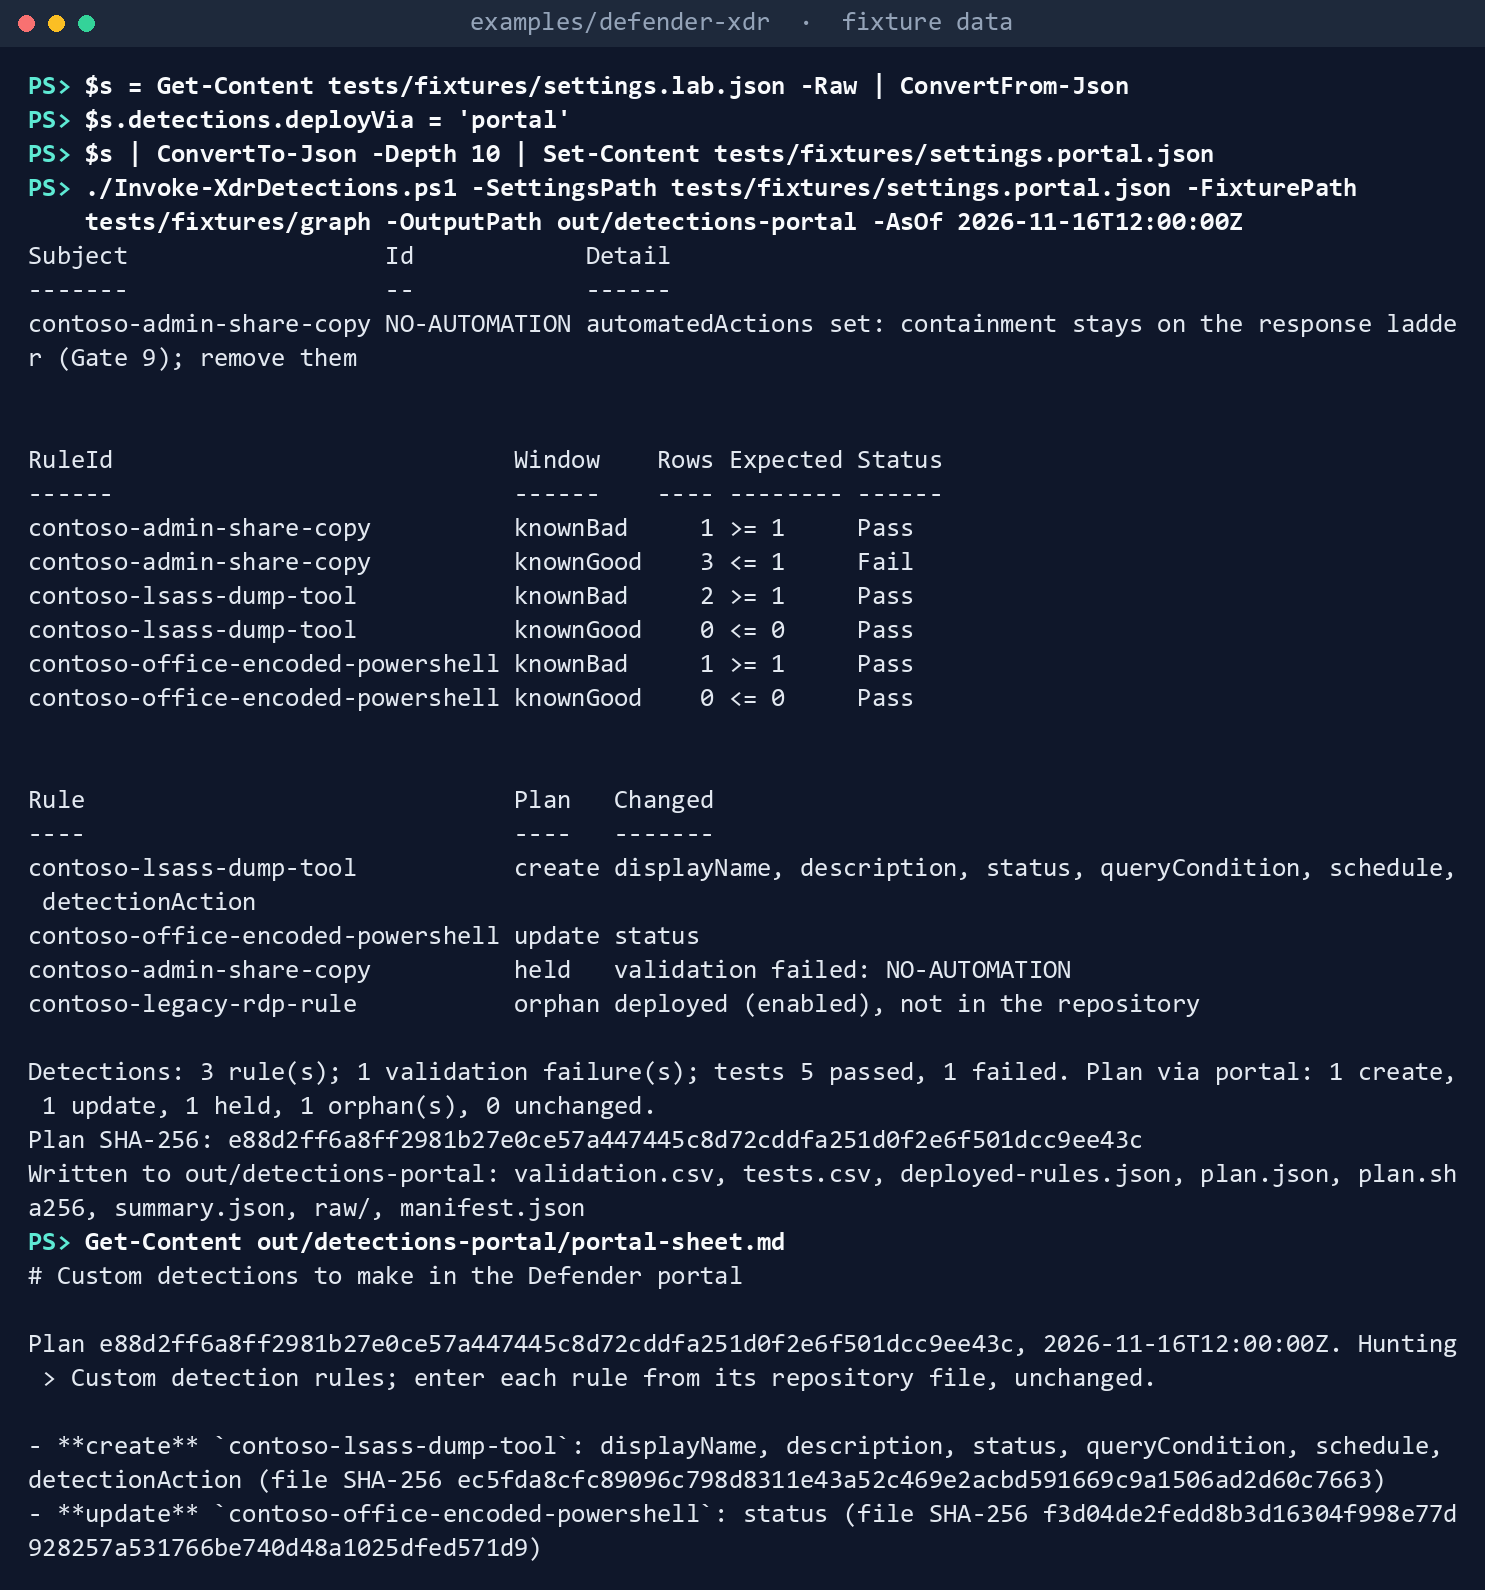 examples/defender-xdr  ·  fixture data
PS> $s = Get-Content tests/fixtures/settings.lab.json -Raw | ConvertFrom-Json
PS> $s.detections.deployVia = 'portal'
PS> $s | ConvertTo-Json -Depth 10 | Set-Content tests/fixtures/settings.portal.json
PS> ./Invoke-XdrDetections.ps1 -SettingsPath tests/fixtures/settings.portal.json -FixturePath
    tests/fixtures/graph -OutputPath out/detections-portal -AsOf 2026-11-16T12:00:00Z
Subject                  Id            Detail
-------                  --            ------
contoso-admin-share-copy NO-AUTOMATION automatedActions set: containment stays on the response ladde
r (Gate 9); remove them
RuleId                            Window    Rows Expected Status
------                            ------    ---- -------- ------
contoso-admin-share-copy          knownBad     1 >= 1     Pass
contoso-admin-share-copy          knownGood    3 <= 1     Fail
contoso-lsass-dump-tool           knownBad     2 >= 1     Pass
contoso-lsass-dump-tool           knownGood    0 <= 0     Pass
contoso-office-encoded-powershell knownBad     1 >= 1     Pass
contoso-office-encoded-powershell knownGood    0 <= 0     Pass
Rule                              Plan   Changed
----                              ----   -------
contoso-lsass-dump-tool           create displayName, description, status, queryCondition, schedule,
 detectionAction
contoso-office-encoded-powershell update status
contoso-admin-share-copy          held   validation failed: NO-AUTOMATION
contoso-legacy-rdp-rule           orphan deployed (enabled), not in the repository
Detections: 3 rule(s); 1 validation failure(s); tests 5 passed, 1 failed. Plan via portal: 1 create,
 1 update, 1 held, 1 orphan(s), 0 unchanged.
Plan SHA-256: e88d2ff6a8ff2981b27e0ce57a447445c8d72cddfa251d0f2e6f501dcc9ee43c
Written to out/detections-portal: validation.csv, tests.csv, deployed-rules.json, plan.json, plan.sh
a256, summary.json, raw/, manifest.json
PS> Get-Content out/detections-portal/portal-sheet.md
# Custom detections to make in the Defender portal
Plan e88d2ff6a8ff2981b27e0ce57a447445c8d72cddfa251d0f2e6f501dcc9ee43c, 2026-11-16T12:00:00Z. Hunting
 > Custom detection rules; enter each rule from its repository file, unchanged.
- **create** `contoso-lsass-dump-tool`: displayName, description, status, queryCondition, schedule,
detectionAction (file SHA-256 ec5fda8cfc89096c798d8311e43a52c469e2acbd591669c9a1506ad2d60c7663)
- **update** `contoso-office-encoded-powershell`: status (file SHA-256 f3d04de2fedd8b3d16304f998e77d
928257a531766be740d48a1025dfed571d9)